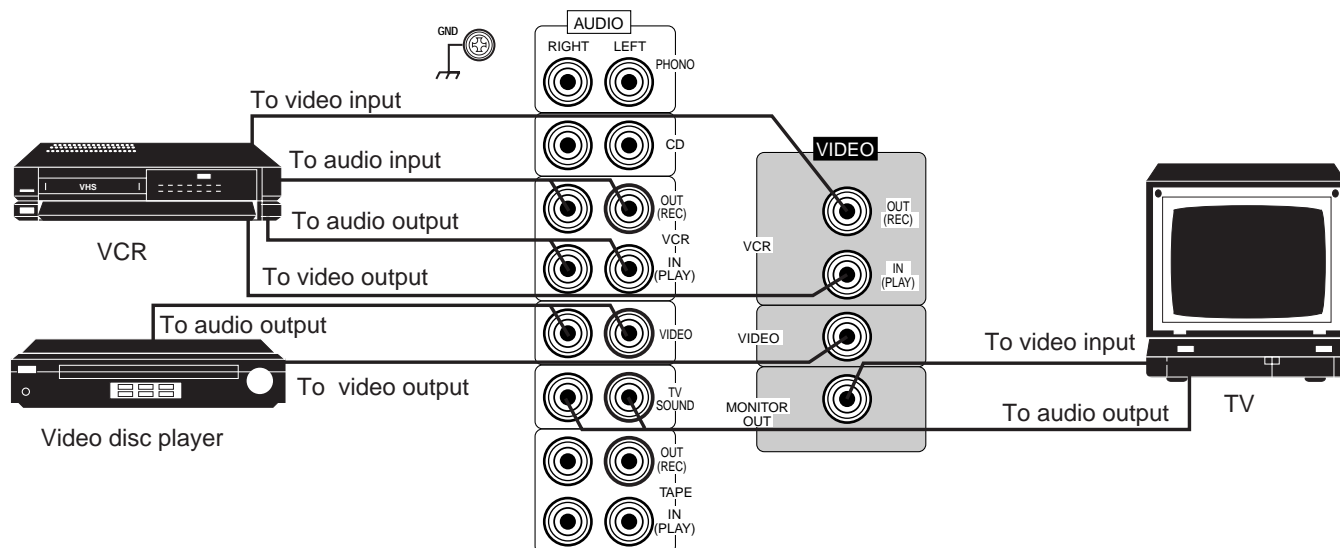 AUDIO
GND
RIGHT LEFT
PHONO
To video input
CD
VIDEO
To audio input
VHS
OUT
(REC)
OUT
(REC)
To audio output
VCR
VCR
VCR
IN
(PLAY)
IN
(PLAY)
To video output
To audio output
VIDEO
VIDEO
To video input
To video output
TV
SOUND
MONITOR
OUT
To audio output
TV
Video disc player
OUT
(REC)
TAPE
IN
(PLAY)